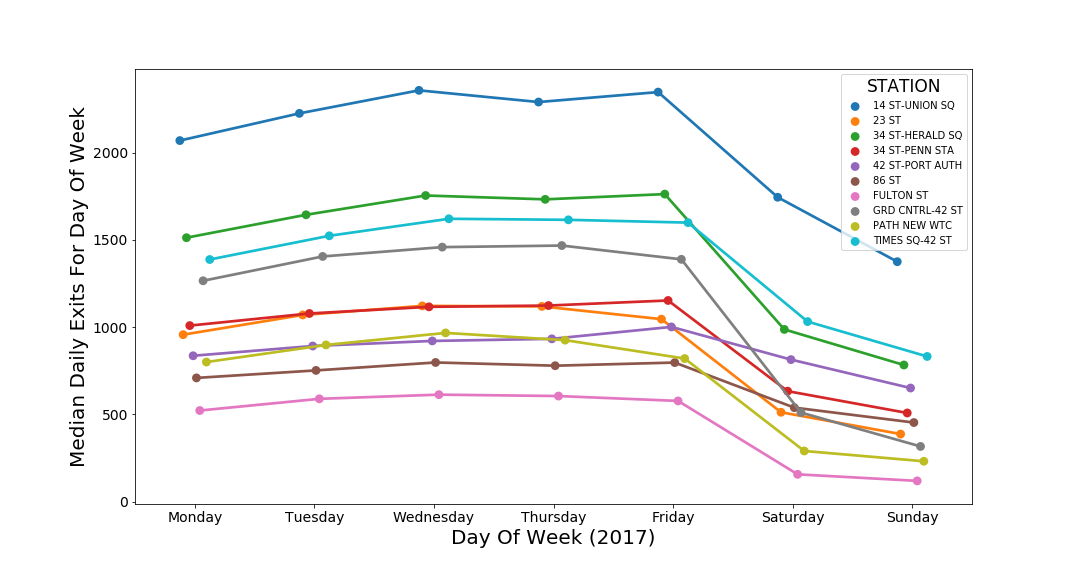 STATION
14 ST-UNION SQ
23 ST
34 ST-HERALD SQ
34 ST-PENN STA
42 ST-PORT AUTH
86 ST
FULTON ST
GRD CNTRL-42 ST
PATH NEW WTC
TIMES SQ-42 ST
Median Daily Exits For Day Of Week
2000
1500
1000
500
0
Monday Tuesday Wednesday Thursday Friday Saturday Sunday
Day Of Week (2017)